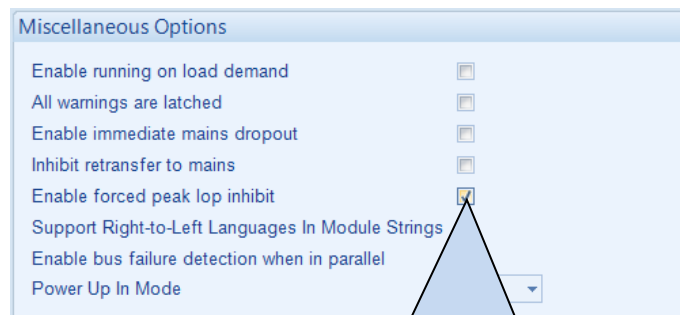 Miscellaneous Options
Enable running on load demand
All warnings are latched
Enable immediate mains dropout
Inhibit retransfer to mains
Enable forced peak lop inhibit
Support Right-to-Left Languages In Module Strings
Enable bus failure detection when in parallel
Power Up In Mode